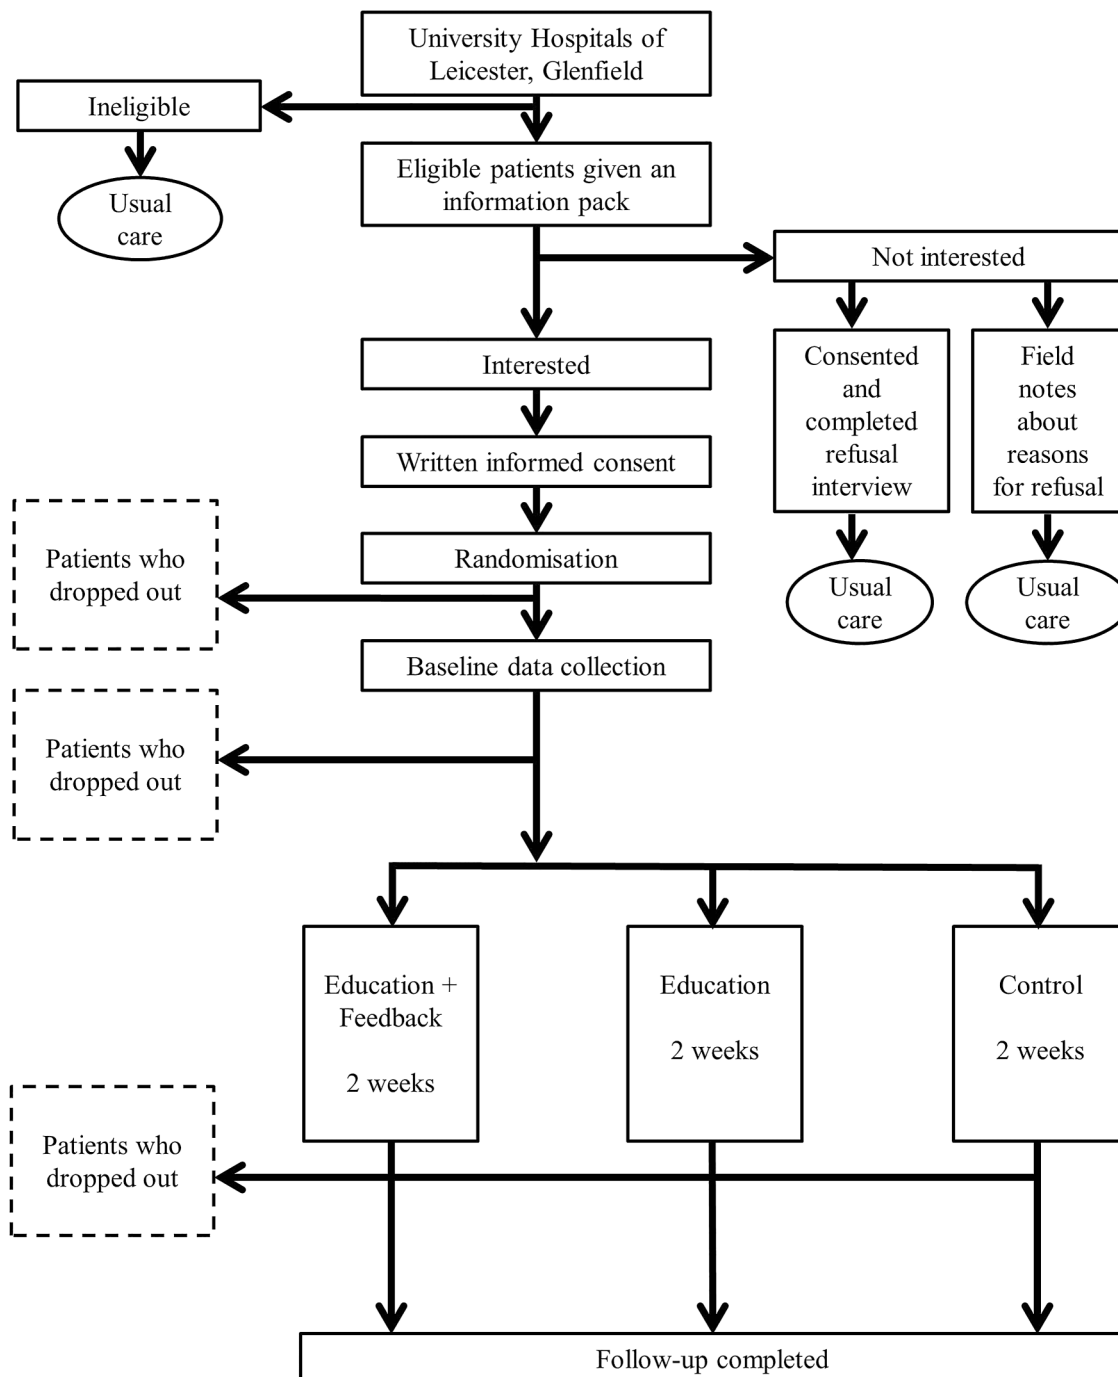 University Hospitals of
Leicester, Glenfield
Ineligible
Eligible patients given an
information pack
Usual
care
Not interested
Interested
Consented
and
completed
refusal
interview
Field
notes
about
reasons
for refusal
Written informed consent
Patients who
dropped out
Randomisation
Usual
care
Usual
care
Baseline data collection
Patients who
dropped out
Education +
Feedback
2 weeks
Education
2 weeks
Control
2 weeks
Patients who
dropped out
Follow-up completed